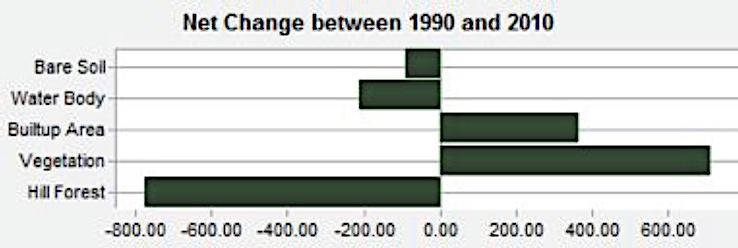 Net Change between 1990 and 2010
Bare Soil
Water Body
Builtup Area
Vegetation
Hill Forest
-800.00 -600.00 -400.00 -200.00 0.00 200.00 400.00 600.00